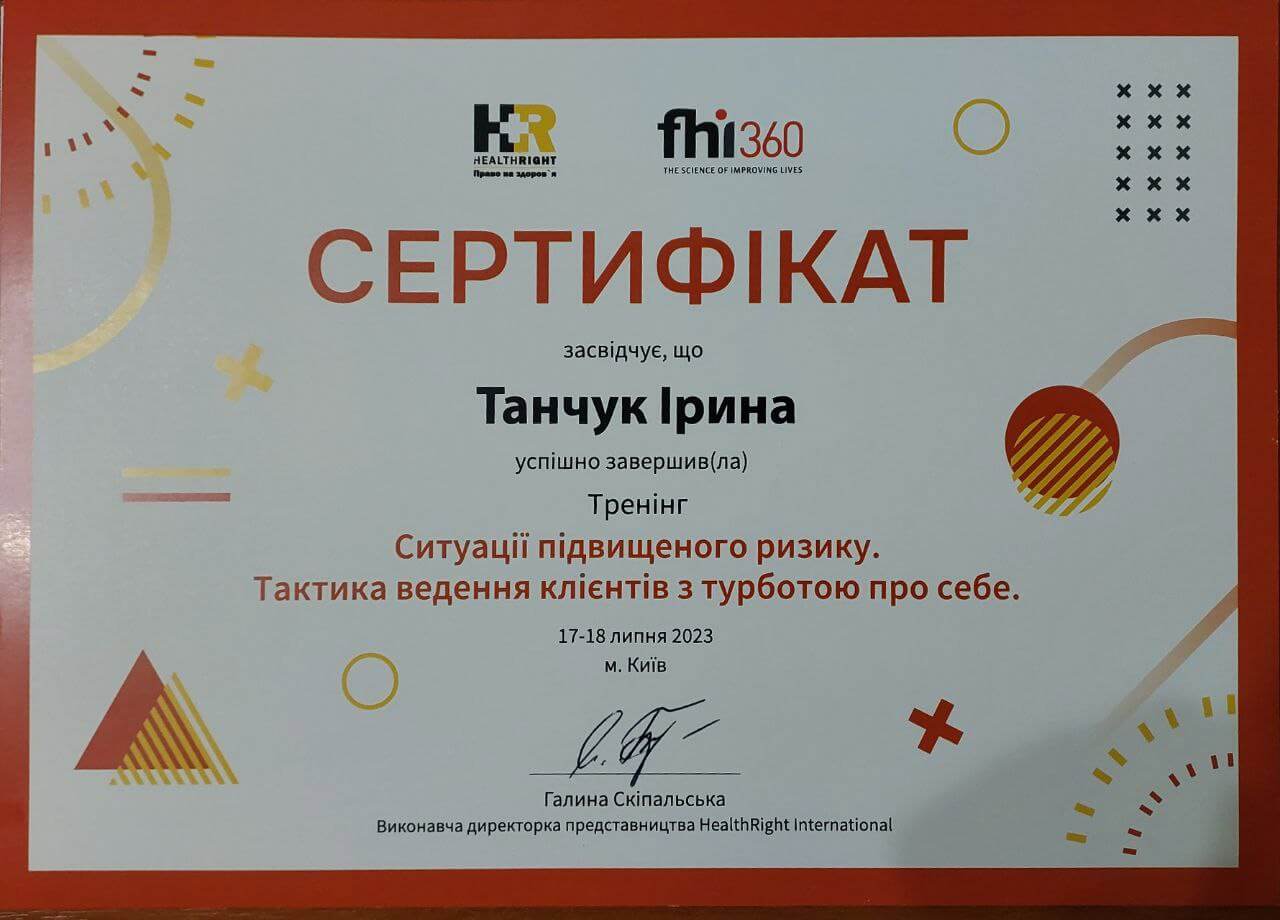 HR
HEALTHRIGHT
Право на здоров`я
fhi360
THE SCIENCE OF IMPROVING LIVES
СЕРТИФІКАТ
засвідчує, що
Танчук Ірина
успішно завершив(ла)
Тренінг
Ситуації підвищеного ризику.
Тактика ведення клієнтів з турботою про себе.
17-18 липня 2023
м. Київ
Галина Скіпальська
Виконавча директорка представництва HealthRight International